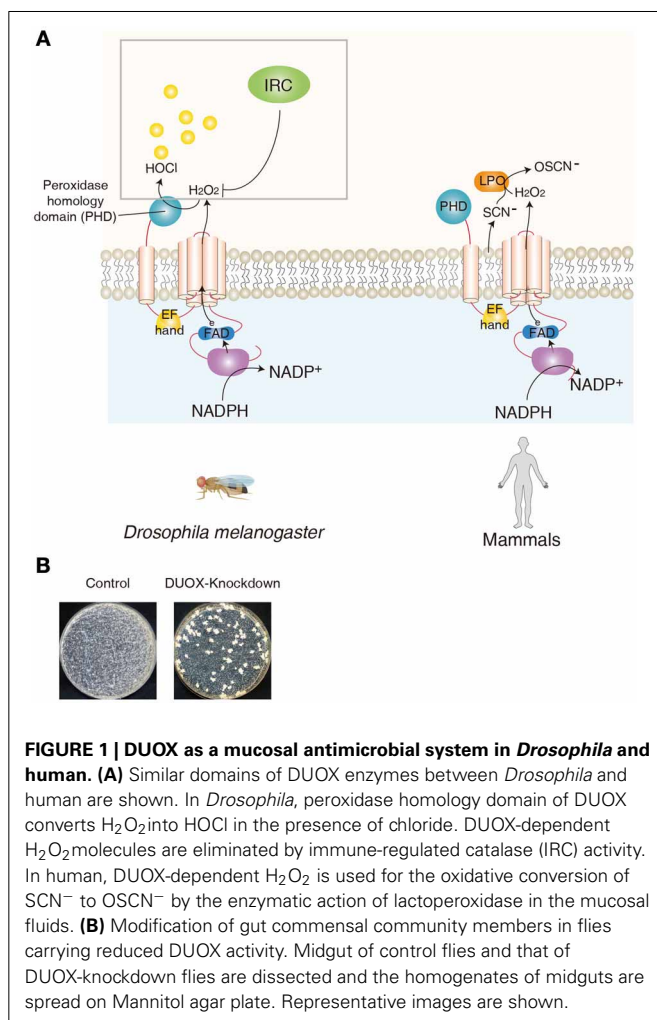 A
IRC
HOCl
H2O2
Peroxidase
homology
domain (PHD)
EF
hand
e
FAD
NADP+
NADPH
Drosophila melanogaster
PHD
LPO
OSCN−
H2O2
SCN−
EF
hand
e
FAD
NADP+
NADPH
Mammals
B
Control
DUOX-Knockdown
FIGURE 1 | DUOX as a mucosal antimicrobial system in Drosophila and
human. (A) Similar domains of DUOX enzymes between Drosophila and
human are shown. In Drosophila, peroxidase homology domain of DUOX
converts H2O2into HOCl in the presence of chloride. DUOX-dependent
H2O2molecules are eliminated by immune-regulated catalase (IRC) activity.
In human, DUOX-dependent H2O2 is used for the oxidative conversion of
SCN− to OSCN− by the enzymatic action of lactoperoxidase in the mucosal
fluids. (B) Modification of gut commensal community members in flies
carrying reduced DUOX activity. Midgut of control flies and that of
DUOX-knockdown flies are dissected and the homogenates of midguts are
spread on Mannitol agar plate. Representative images are shown.